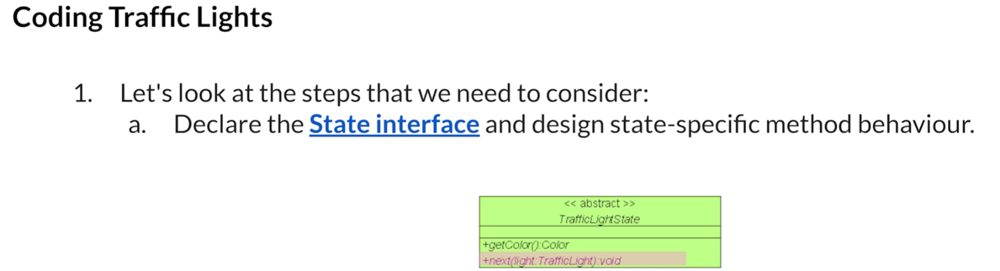 Coding Traffic Lights
1. Let's look at the steps that we need to consider:
a. Declare the State interface and design state-specific method behaviour.
<< abstract >>
TrafficLightState
+getColor():Color
+next(light:TrafficLight):void